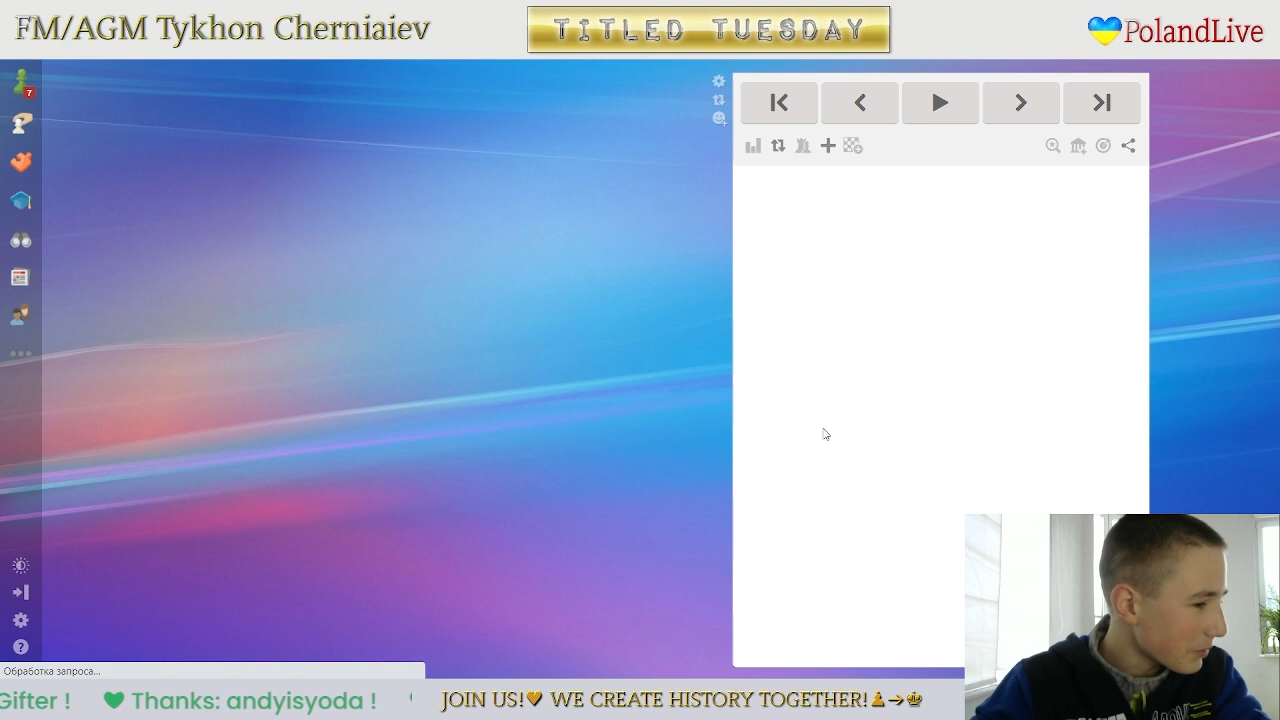 FM/AGM Tykhon Cherniaiev
TITLED TUESDAY
PolandLive
7
Обработка запроса...
Gifter !
Thanks: andyisyoda !
JOIN US! WE CREATE HISTORY TOGETHER!